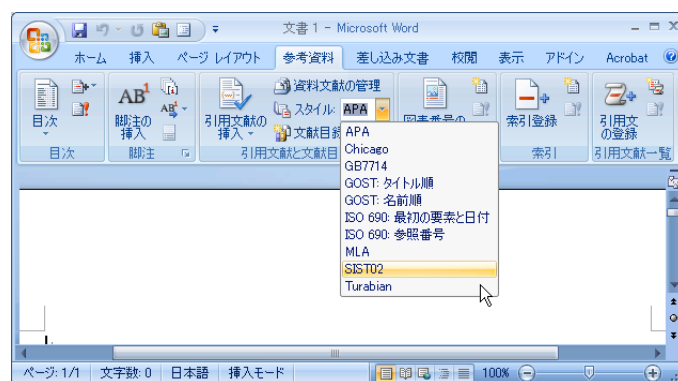 文書 1 - Microsoft Word
ホーム 挿入 ページ レイアウト 参考資料 差し込み文書 校閲 表示 アドイン Acrobat
目次
目次
AB1
AB
脚注の
挿入
脚注
引用文献の
挿入
資料文献の管理
スタイル: APA
文献目録
引用文献と文献目
図表番号の
索引登録
索引
引用文
の登録
引用文献一覧
APA
Chicago
GB7714
GOST: タイトル順
GOST: 名前順
ISO 690: 最初の要素と日付
ISO 690: 参照番号
MLA
SIST02
Turabian
ページ: 1/1 文字数: 0 日本語 挿入モード 100%